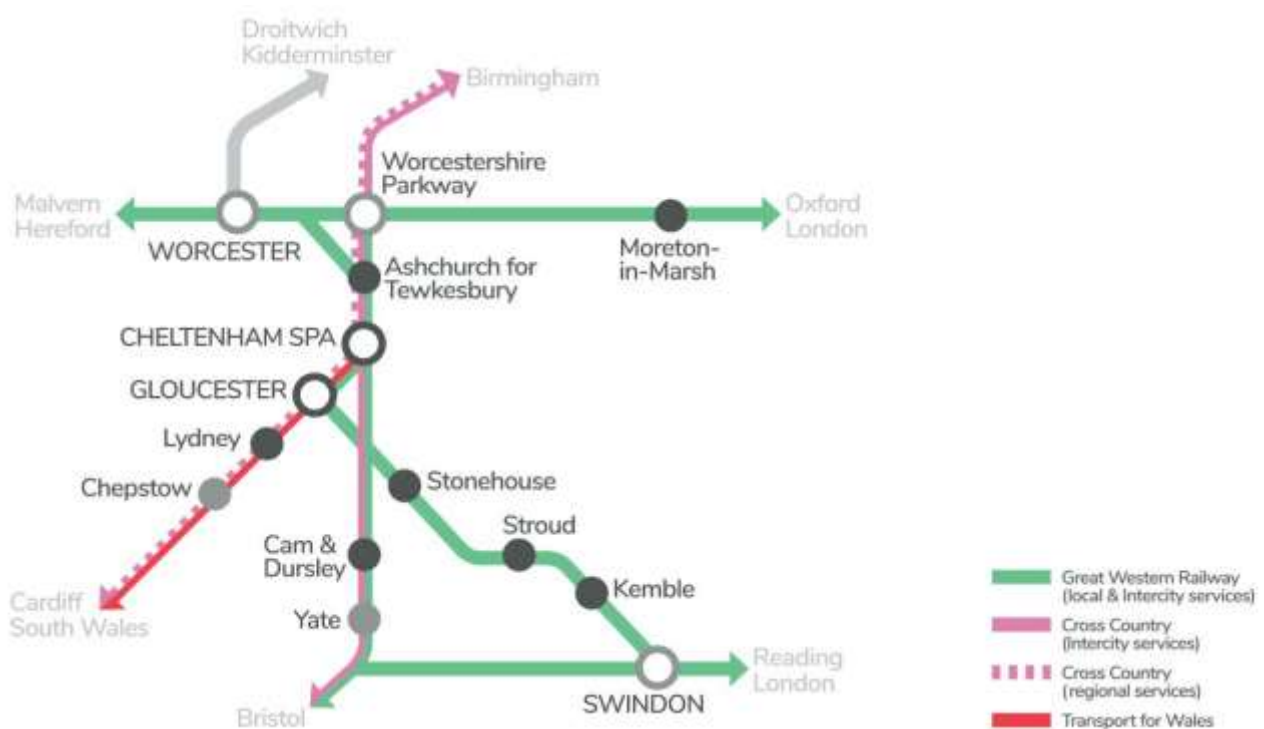 Droitwich
Kidderminster
Birmingham
Worcestershire
Parkway
Malvern
Hereford
WORCESTER
Oxford
London
Moreton-
in-Marsh
Ashchurch for
Tewkesbury
CHELTENHAM SPA
GLOUCESTER
Lydney
Chepstow
Stonehouse
Stroud
Cam &
Dursley
Kemble
Cardiff
South Wales
Yate
Reading
London
SWINDON
Bristol
Great Western Railway
(local & Intercity services)
Cross Country
(Intercity services)
Cross Country
(regional services)
Transport for Wales